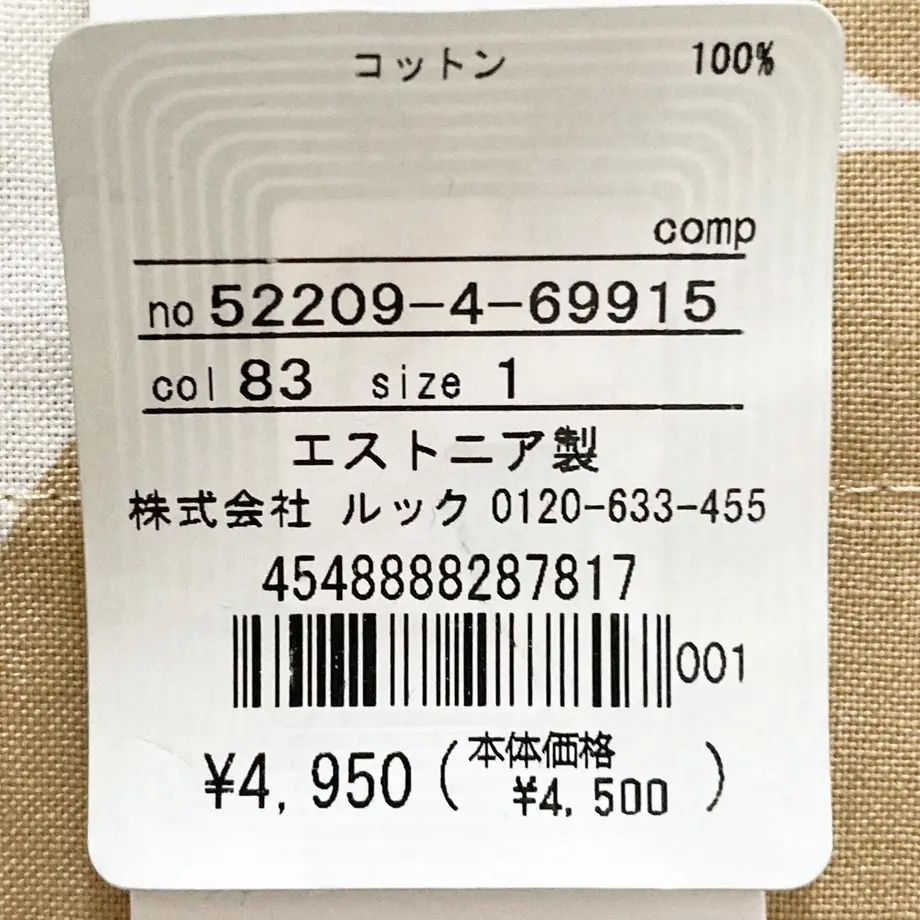 コットン 100%
comp
no 52209-4-69915
col 83 size 1
エストニア製
株式会社 ルック 0120-633-455
4548888287817
001
¥4,950 (本体価格 ¥4,500)